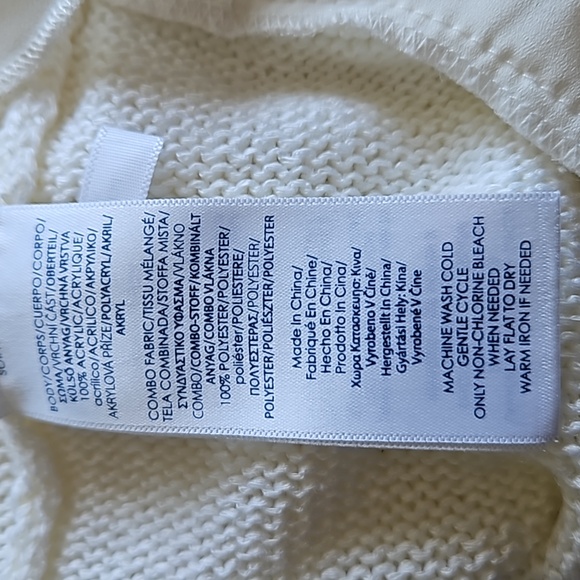 BODY/CORPS/CUERPO/CORPO/
ΣΩΜΑ/VRCHNÍ CÁST/OBERTEIL/
KÜLSŐ ANYAG/VRCHNÁ VRSTVA
100% ACRYLIC/ACRYLIQUE/
acrílico/ACRILICO/ΑΚΡΥΛΙΚΟ/
AKRYLOVÁ PŘÍZE/POLYACRYL/AKRIL/
AKRYL
COMBO FABRIC/TISSU MÉLANGÉ/
TELA COMBINADA/STOFFA MISTA/
ΣΥΝΔΥΑΣΤΙΚΟ ΥΦΑΣΜΑ/VLÁKNO
COMBO/COMBO-STOFF/KOMBINÁLT
ANYAG/COMBO VLÁKNA
100% POLYESTER/POLYESTER/
poliéster/POLIESTERE/
ΠΟΛΥΕΣΤΕΡΑΣ/POLYESTER/
POLYESTER/POLIÉSZTER/POLYESTER
Made In China/
Fabriqué En Chine/
Hecho En China/
Prodotto In Cina/
Χώρα Κατασκευης: Κινα/
Vyrobeno V Číně/
Hergestellt In China/
Gyártási Hely: Kína/
Vyrobené V Číne
MACHINE WASH COLD
GENTLE CYCLE
ONLY NON-CHLORINE BLEACH
WHEN NEEDED
LAY FLAT TO DRY
WARM IRON IF NEEDED